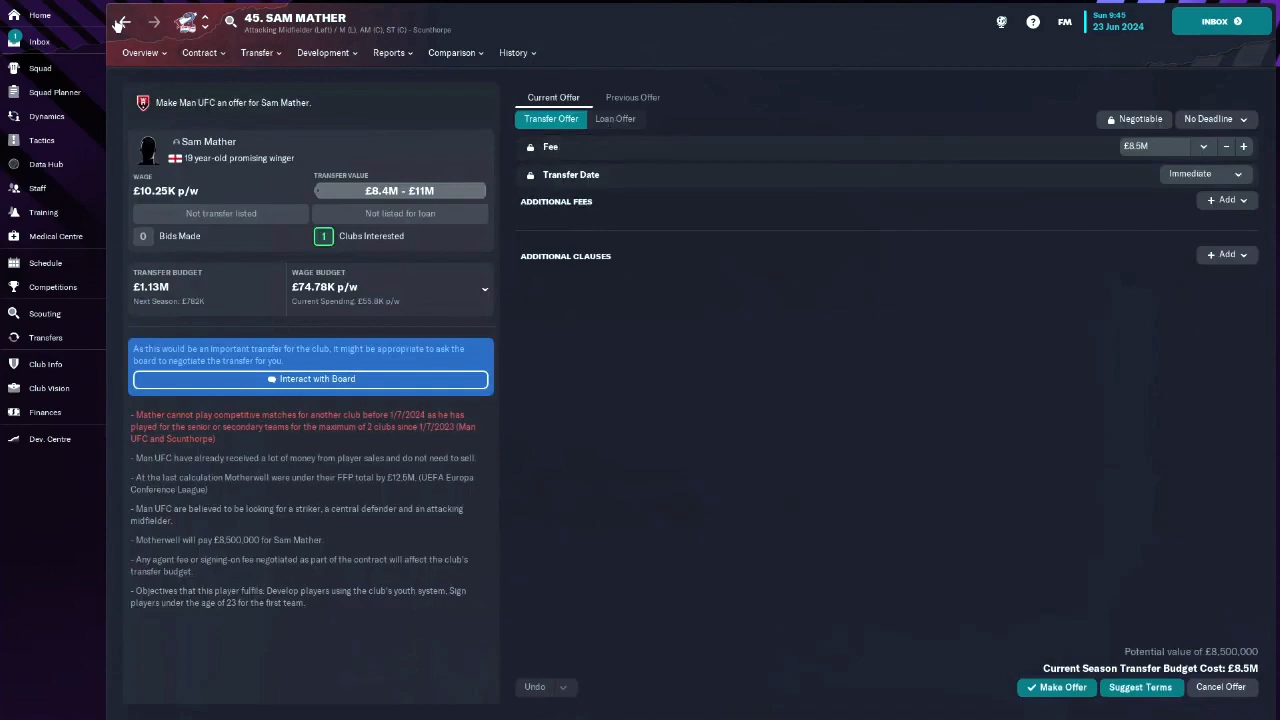 Home
1
Inbox
Squad
Squad Planner
Dynamics
Tactics
Data Hub
Staff
Training
Medical Centre
Schedule
Competitions
Scouting
Transfers
Club Info
Club Vision
Finances
Dev. Centre
45. SAM MATHER
Attacking Midfielder (Left) / M (L), AM (C), ST (C) - Scunthorpe
FM
Sun 9:45
23 Jun 2024
INBOX
Overview
Contract
Transfer
Development
Reports
Comparison
History
Make Man UFC an offer for Sam Mather.
Sam Mather
19 year-old promising winger
WAGE
£10.25K p/w
TRANSFER VALUE
£8.4M - £11M
Not transfer listed
Not listed for loan
0 Bids Made
1 Clubs Interested
TRANSFER BUDGET
£1.13M
Next Season: £782K
WAGE BUDGET
£74.78K p/w
Current Spending: £55.8K p/w
As this would be an important transfer for the club, it might be appropriate to ask the
board to negotiate the transfer for you.
Interact with Board
- Mather cannot play competitive matches for another club before 1/7/2024 as he has
played for the senior or secondary teams for the maximum of 2 clubs since 1/7/2023 (Man
UFC and Scunthorpe)
- Man UFC have already received a lot of money from player sales and do not need to sell.
- At the last calculation Motherwell were under their FFP total by £12.5M. (UEFA Europa
Conference League)
- Man UFC are believed to be looking for a striker, a central defender and an attacking
midfielder.
- Motherwell will pay £8,500,000 for Sam Mather.
- Any agent fee or signing-on fee negotiated as part of the contract will affect the club's
transfer budget.
- Objectives that this player fulfils: Develop players using the club's youth system, Sign
players under the age of 23 for the first team.
Current Offer
Previous Offer
Transfer Offer
Loan Offer
Negotiable
No Deadline
Fee
£8.5M
Transfer Date
Immediate
ADDITIONAL FEES
Add
ADDITIONAL CLAUSES
Add
Potential value of £8,500,000
Current Season Transfer Budget Cost: £8.5M
Undo
Make Offer
Suggest Terms
Cancel Offer